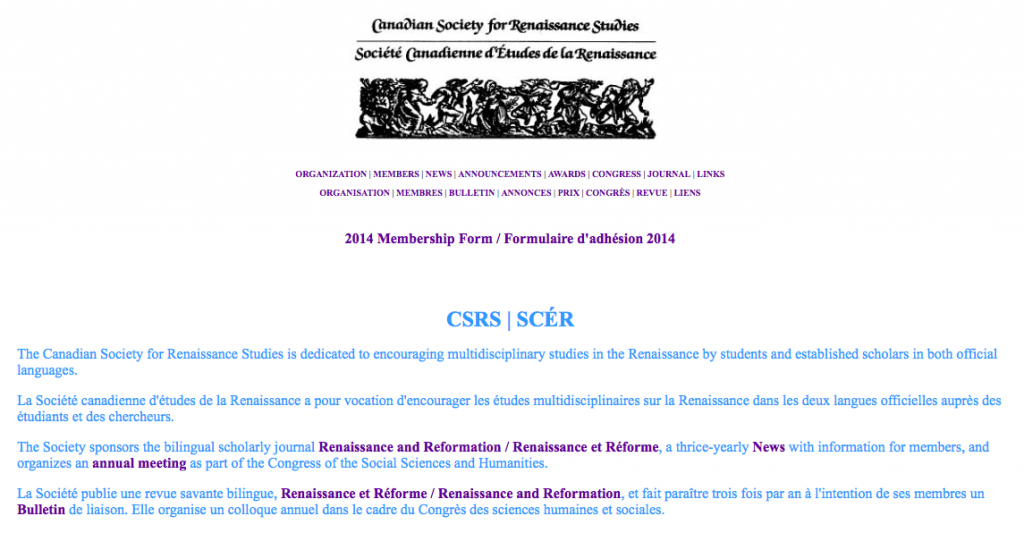 Canadian Society for Renaissance Studies
Société Canadienne d'Études de la Renaissance
ORGANIZATION | MEMBERS | NEWS | ANNOUNCEMENTS | AWARDS | CONGRESS | JOURNAL | LINKS
ORGANISATION | MEMBRES | BULLETIN | ANNONCES | PRIX | CONGRÈS | REVUE | LIENS
2014 Membership Form / Formulaire d'adhésion 2014
CSRS | SCÉR
The Canadian Society for Renaissance Studies is dedicated to encouraging multidisciplinary studies in the Renaissance by students and established scholars in both official
languages.
La Société canadienne d'études de la Renaissance a pour vocation d'encourager les études multidisciplinaires sur la Renaissance dans les deux langues officielles auprès des
étudiants et des chercheurs.
The Society sponsors the bilingual scholarly journal Renaissance and Reformation / Renaissance et Réforme, a thrice-yearly News with information for members, and
organizes an annual meeting as part of the Congress of the Social Sciences and Humanities.
La Société publie une revue savante bilingue, Renaissance et Réforme / Renaissance and Reformation, et fait paraître trois fois par an à l'intention de ses membres un
Bulletin de liaison. Elle organise un colloque annuel dans le cadre du Congrès des sciences humaines et sociales.